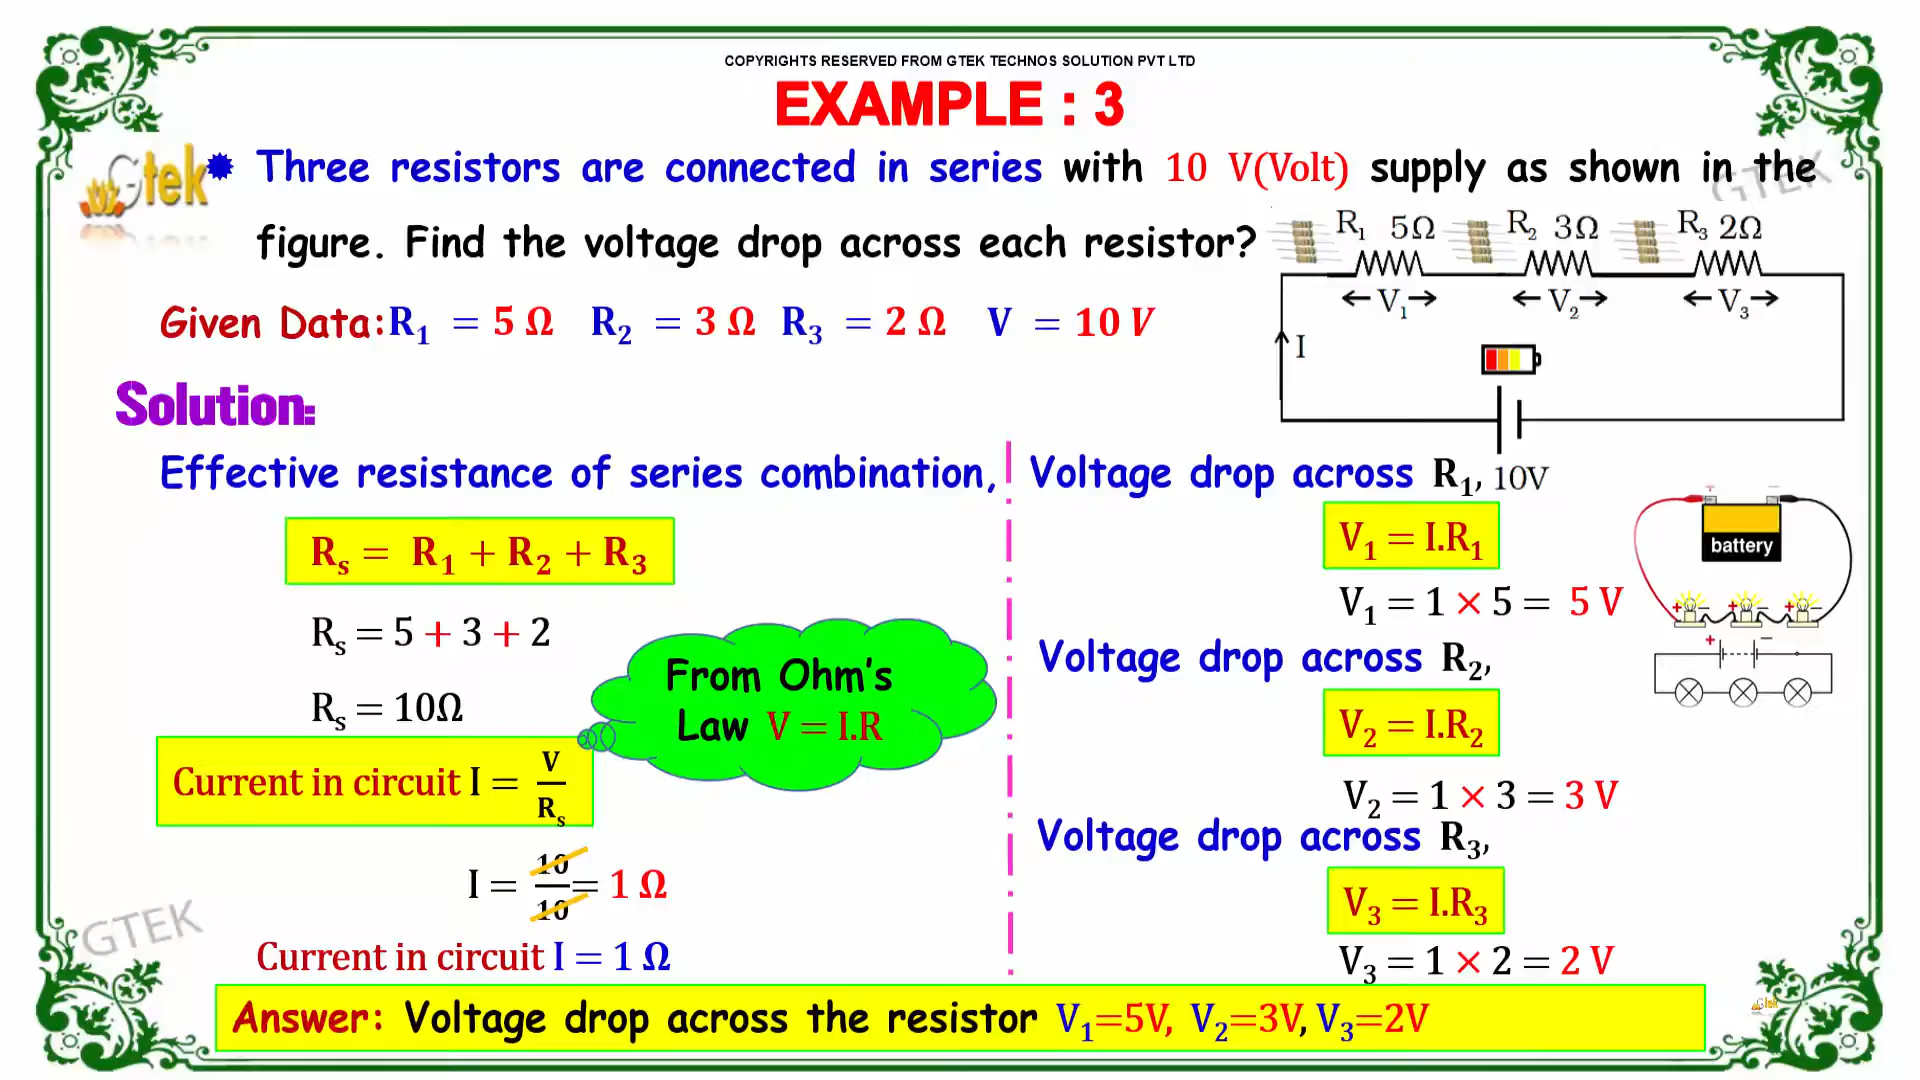 COPYRIGHTS RESERVED FROM GTEK TECHNOS SOLUTION PVT LTD
EXAMPLE : 3
Gtek
GTEK
Three resistors are connected in series with 10 V(Volt) supply as shown in the
figure. Find the voltage drop across each resistor?
R₁ 5Ω R₂ 3Ω R₃ 2Ω
V₁ V₂ V₃
I
10V
Given Data: R₁ = 5 Ω R₂ = 3 Ω R₃ = 2 Ω V = 10 V
Solution:
Effective resistance of series combination,
Rₛ = R₁ + R₂ + R₃
Rₛ = 5 + 3 + 2
Rₛ = 10Ω
From Ohm's
Law V = I.R
Current in circuit I = V/Rₛ
I = 10/10 = 1 Ω
Current in circuit I = 1 Ω
Voltage drop across R₁,
V₁ = I.R₁
V₁ = 1 × 5 = 5 V
Voltage drop across R₂,
V₂ = I.R₂
V₂ = 1 × 3 = 3 V
Voltage drop across R₃,
V₃ = I.R₃
V₃ = 1 × 2 = 2 V
+ −
battery
+ − + − + −
+ −
GTEK
Answer: Voltage drop across the resistor V₁=5V, V₂=3V, V₃=2V
Gtek